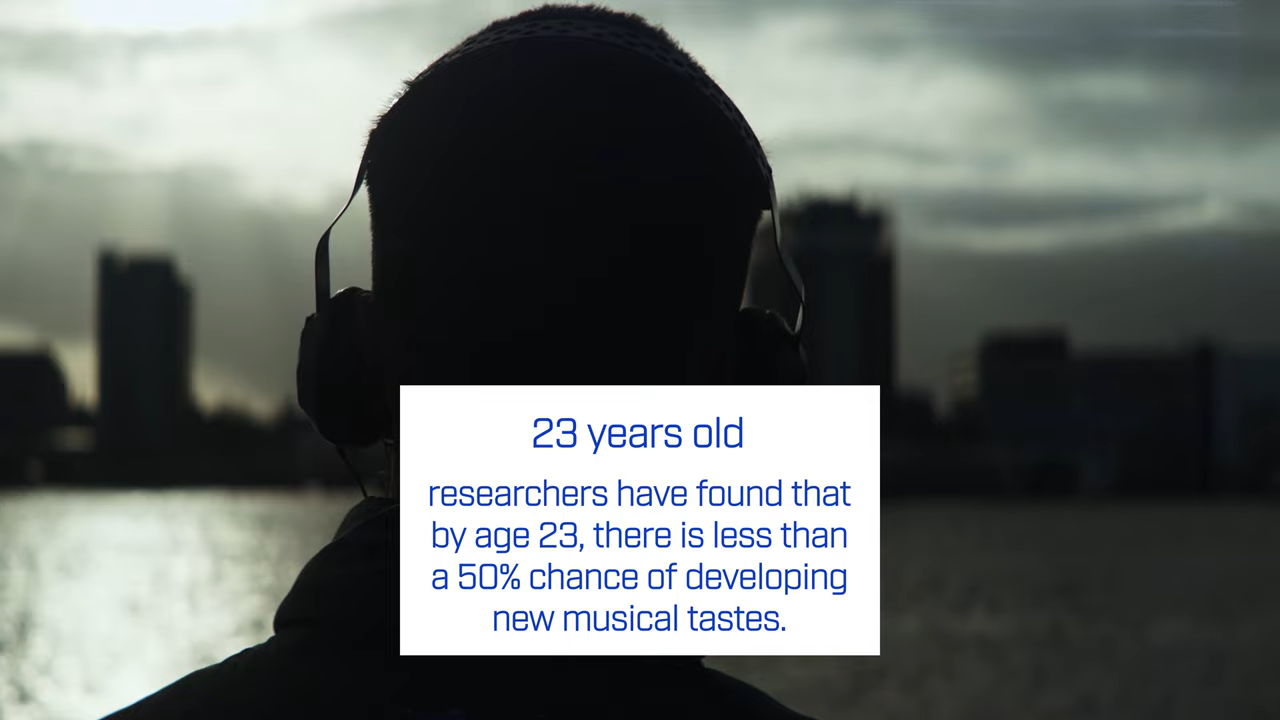 23 years old
researchers have found that
by age 23, there is less than
a 50% chance of developing
new musical tastes.